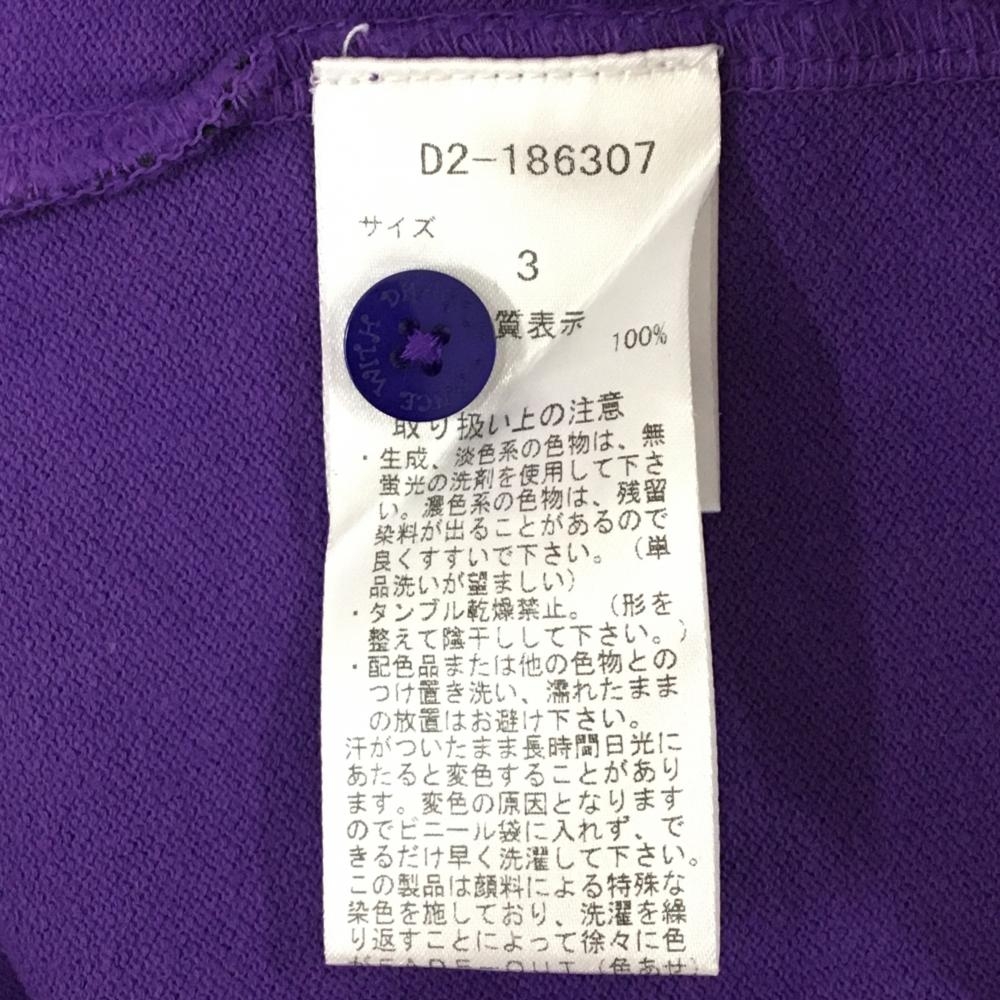 D2-186307
サイズ
3
質表示
100%
取り扱い上の注意
・生成、淡色系の色物は、無
蛍光の洗剤を使用して下さ
い。濃色系の色物は、残留
染料が出ることがあるので
良くすすいで下さい。（単
品洗いが望ましい）
・タンブル乾燥禁止。（形を
整えて陰干しして下さい。）
・配色品または他の色物との
つけ置き洗い、濡れたまま
の放置はお避け下さい。
汗がついたまま長時間日光に
あたると変色することがあり
ます。変色の原因となります
のでビニール袋に入れず、で
きるだけ早く洗濯して下さい。
この製品は顔料による特殊な
染色を施しており、洗濯を繰
り返すことによって徐々に色
がFADE-OUT（色あせ）
WITH